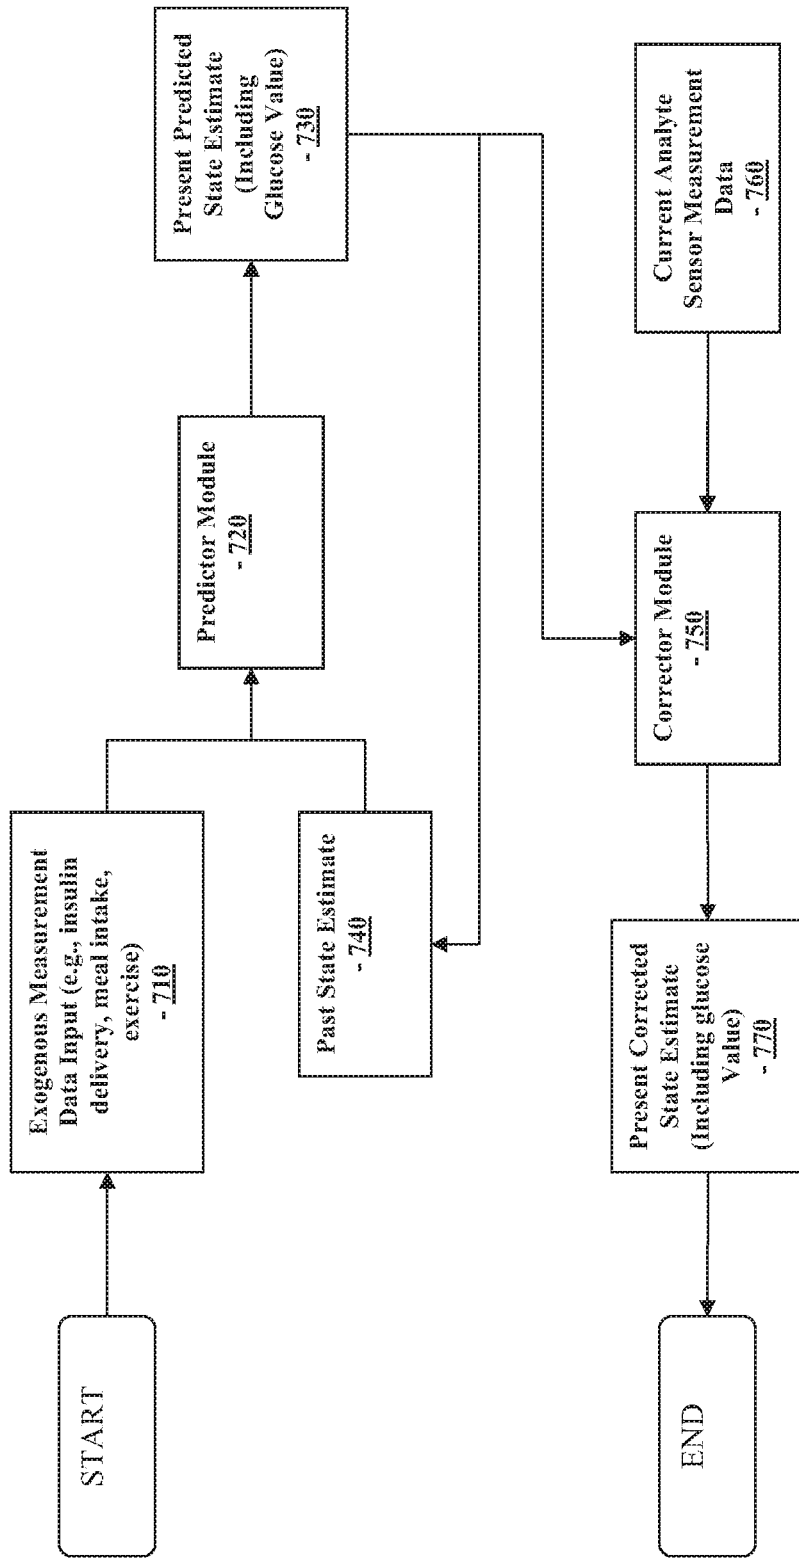 START
Exogenous Measurement
Data Input (e.g., insulin
delivery, meal intake,
exercise)
- 710
Past State Estimate
- 740
Predictor Module
- 720
Present Predicted
State Estimate
(Including
Glucose Value)
- 730
Current Analyte
Sensor Measurement
Data
- 760
Corrector Module
- 750
Present Corrected
State Estimate
(Including glucose
Value)
- 770
END